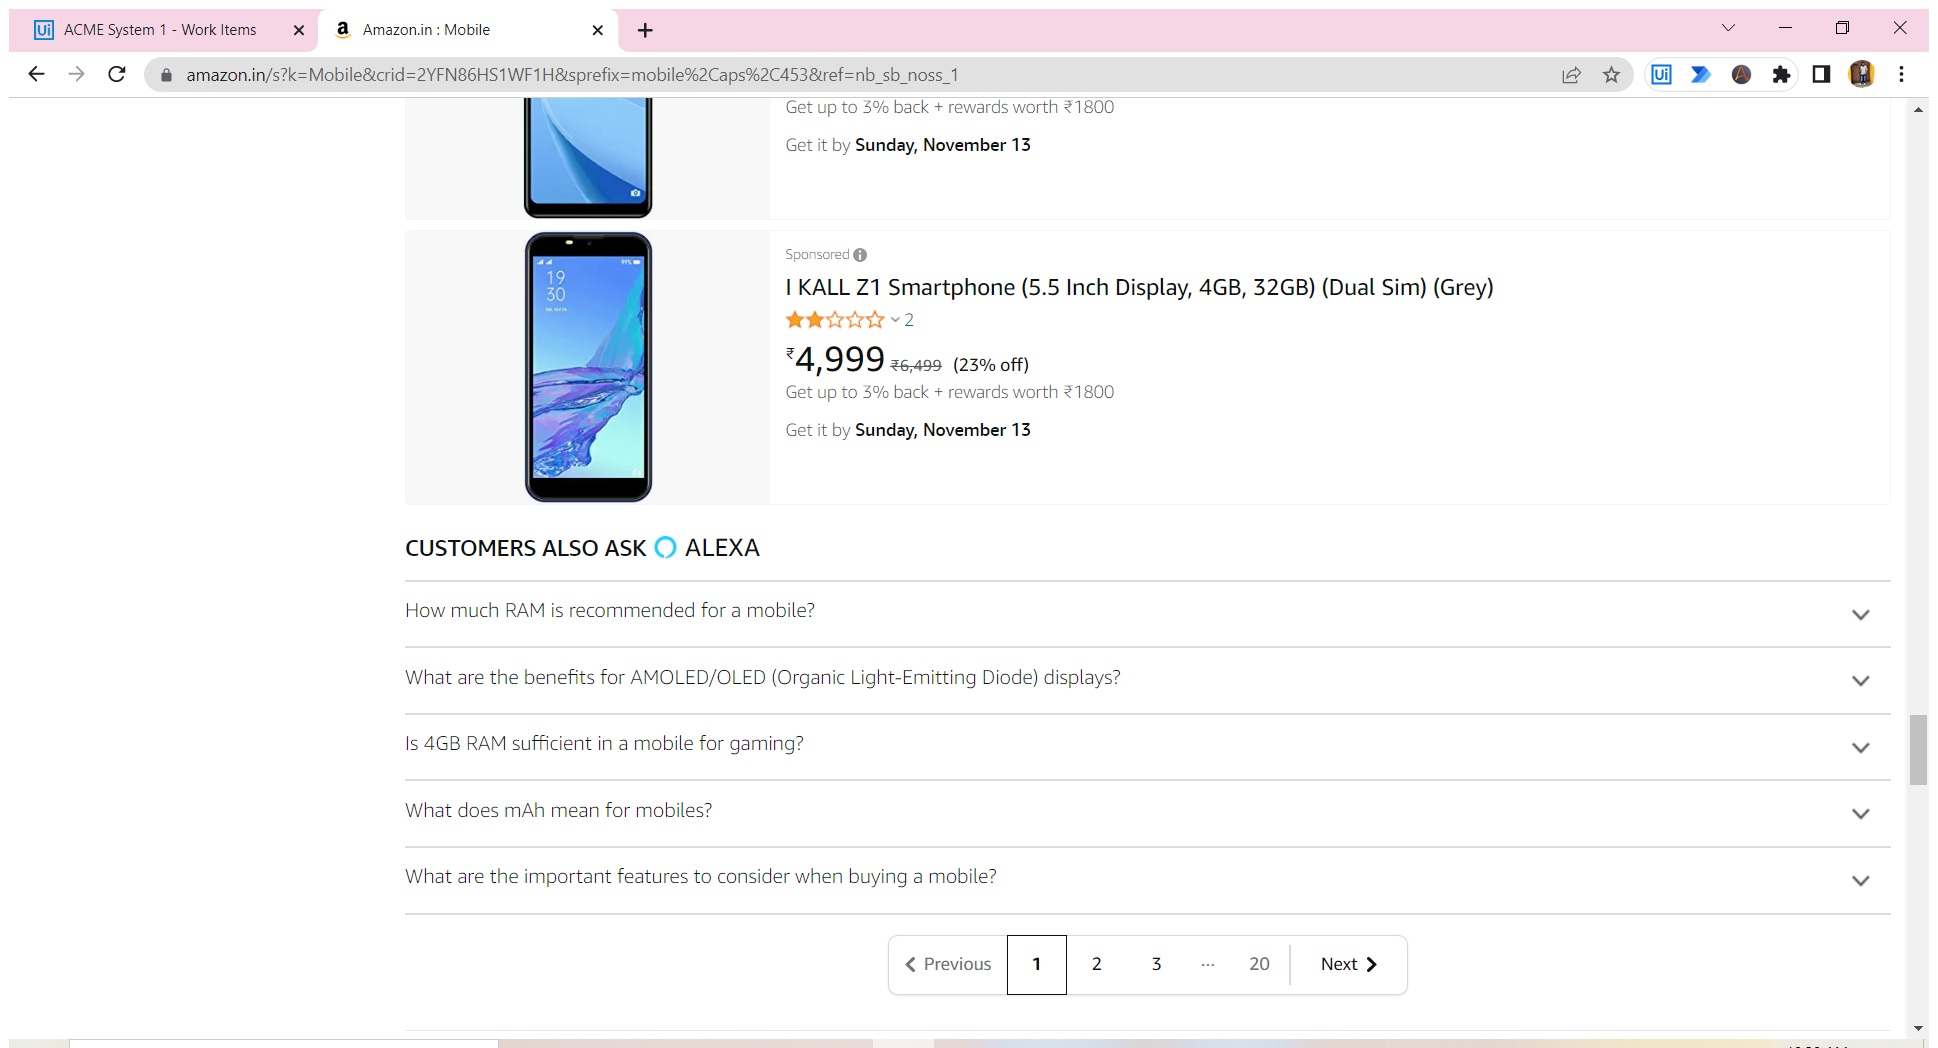 ACME System 1 - Work Items
Amazon.in : Mobile
amazon.in/s?k=Mobile&crid=2YFN86HS1WF1H&sprefix=mobile%2Caps%2C453&ref=nb_sb_noss_1
Get up to 3% back + rewards worth ₹1800
Get it by Sunday, November 13
19
30
99%
Sponsored
I KALL Z1 Smartphone (5.5 Inch Display, 4GB, 32GB) (Dual Sim) (Grey)
2
₹4,999 ₹6,499 (23% off)
Get up to 3% back + rewards worth ₹1800
Get it by Sunday, November 13
CUSTOMERS ALSO ASK ALEXA
How much RAM is recommended for a mobile?
What are the benefits for AMOLED/OLED (Organic Light-Emitting Diode) displays?
Is 4GB RAM sufficient in a mobile for gaming?
What does mAh mean for mobiles?
What are the important features to consider when buying a mobile?
Previous 1 2 3 ... 20 Next